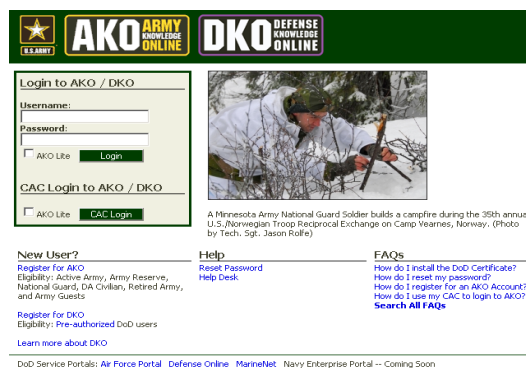 U.S.ARMY
AKO ARMY KNOWLEDGE ONLINE
DKO DEFENSE KNOWLEDGE ONLINE
Login to AKO / DKO
Username:
Password:
AKO Lite Login
CAC Login to AKO / DKO
AKO Lite CAC Login
A Minnesota Army National Guard Soldier builds a campfire during the 35th annua
U.S./Norwegian Troop Reciprocal Exchange on Camp Vearnes, Norway. (Photo
by Tech. Sgt. Jason Rolfe)
New User?
Register for AKO
Eligibility: Active Army, Army Reserve,
National Guard, DA Civilian, Retired Army,
and Army Guests
Register for DKO
Eligibility: Pre-authorized DoD users
Learn more about DKO
Help
Reset Password
Help Desk
FAQs
How do I install the DoD Certificate?
How do I reset my password?
How do I register for an AKO Account?
How do I use my CAC to login to AKO?
Search All FAQs
DoD Service Portals: Air Force Portal Defense Online MarineNet Navy Enterprise Portal -- Coming Soon